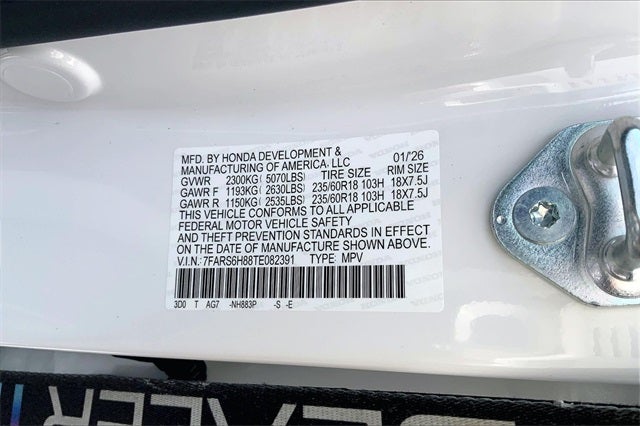 MFD. BY HONDA DEVELOPMENT &
MANUFACTURING OF AMERICA, LLC 01/'26
GVWR 2300KG( 5070LBS) TIRE SIZE RIM SIZE
GAWR F 1193KG( 2630LBS) 235/60R18 103H 18X7.5J
GAWR R 1150KG( 2535LBS) 235/60R18 103H 18X7.5J
THIS VEHICLE CONFORMS TO ALL APPLICABLE
FEDERAL MOTOR VEHICLE SAFETY
AND THEFT PREVENTION STANDARDS IN EFFECT
ON THE DATE OF MANUFACTURE SHOWN ABOVE.
V.I.N.: 7FARS6H88TE082391 TYPE: MPV
3D0 T AG7 -NH883P -S -E